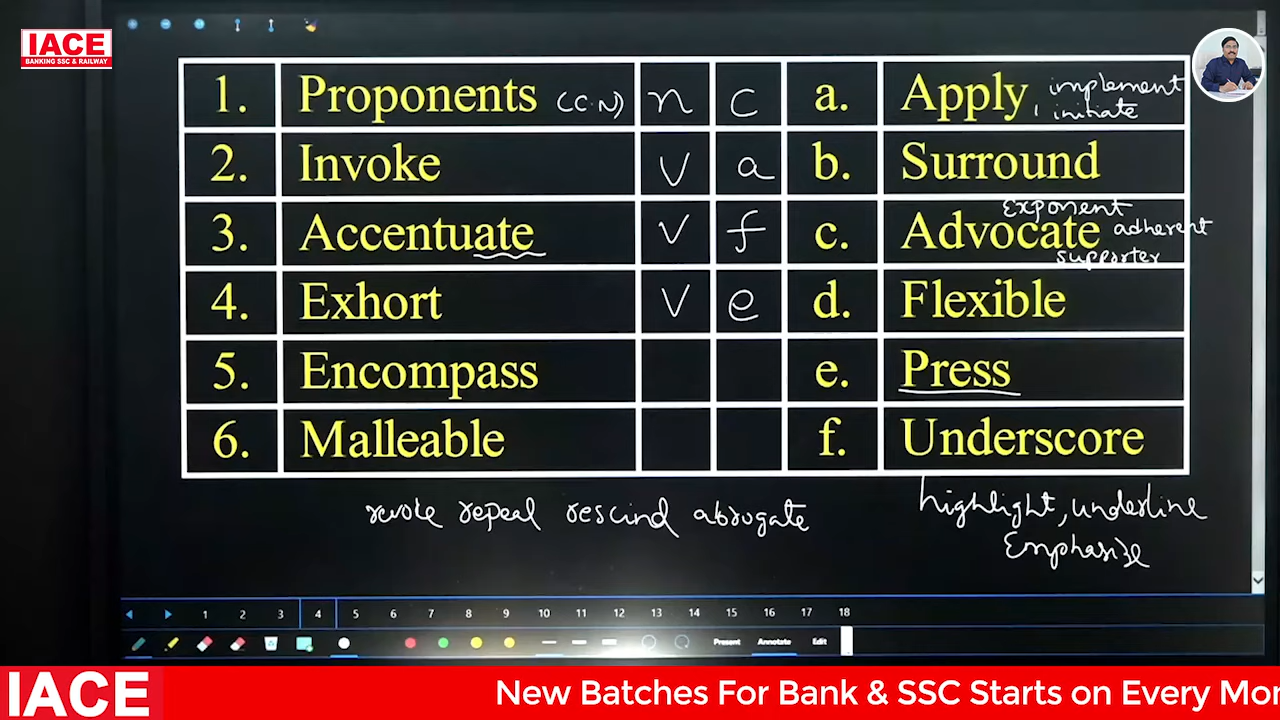 IACE
BANKING SSC & RAILWAY
1. Proponents (C.N) n c a. Apply, implement
initiate
2. Invoke v a b. Surround
Exponent
3. Accentuate v f c. Advocate adherent
supporter
4. Exhort v e d. Flexible
5. Encompass e. Press
6. Malleable f. Underscore
revoke repeal rescind abrogate highlight, underline
Emphasize
1 2 3 4 5 6 7 8 9 10 11 12 13 14 15 16 17 18
Present Annotate Edit
IACE New Batches For Bank & SSC Starts on Every Mon